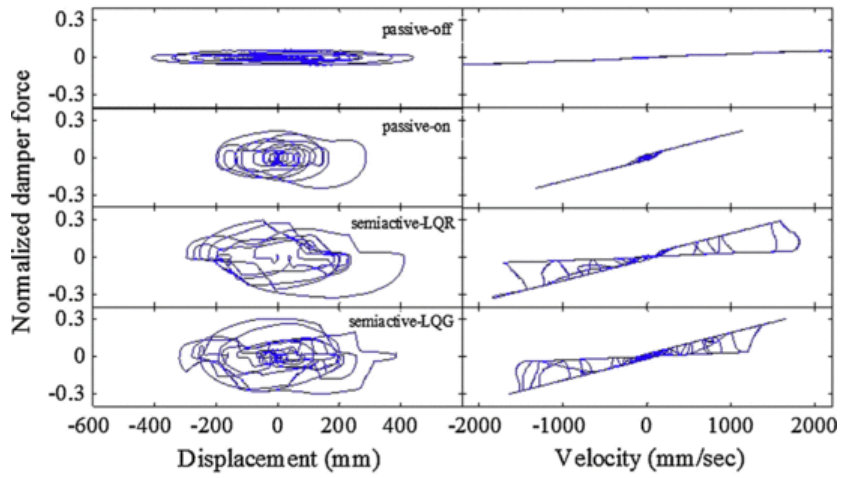 Normalized damper force
0.3
0
-0.3
passive-off
0.3
0
-0.3
passive-on
0.3
0
-0.3
semiactive-LQR
0.3
0
-0.3
semiactive-LQG
-600 -400 -200 0 200 400 -2000 -1000 0 1000 2000
Displacement (mm) Velocity (mm/sec)